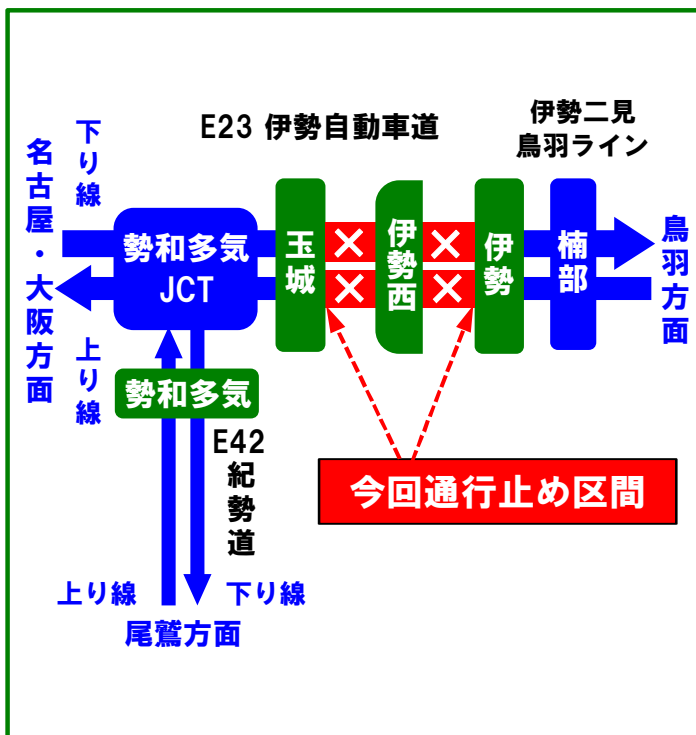 E23 伊勢自動車道
伊勢二見
鳥羽ライン
名古屋・大阪方面
下り線
上り線
勢和多気
JCT
玉城
×
×
伊勢西
×
×
伊勢
楠部
鳥羽方面
勢和多気
E42
紀勢道
今回通行止め区間
上り線
下り線
尾鷲方面